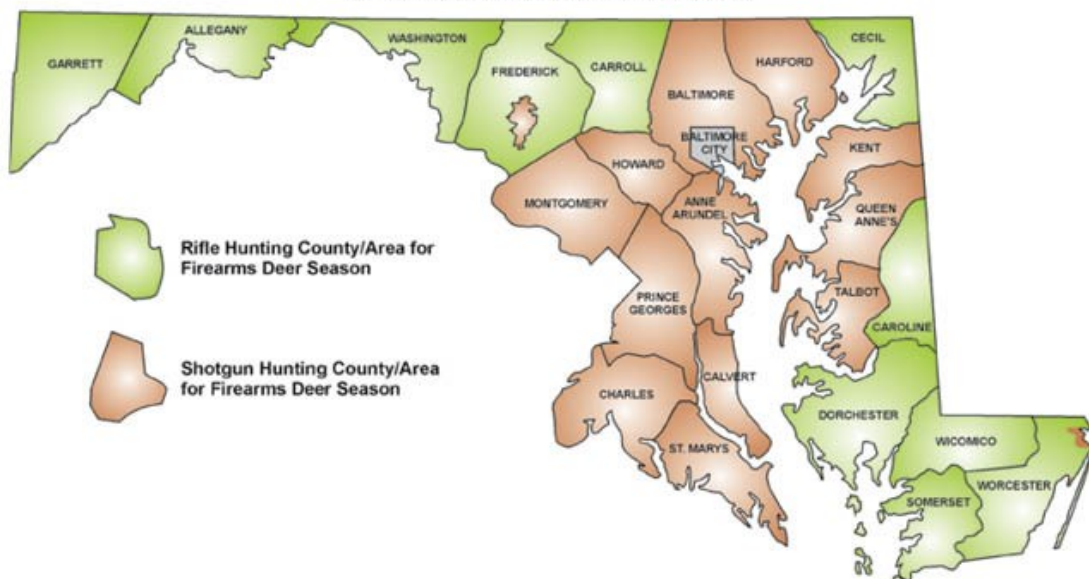 ALLEGANY
GARRETT
WASHINGTON
FREDERICK
CARROLL
BALTIMORE
HARFORD
CECIL
BALTIMORE
CITY
KENT
HOWARD
MONTGOMERY
ANNE
ARUNDEL
QUEEN
ANNE'S
Rifle Hunting County/Area for
Firearms Deer Season
PRINCE
GEORGES
TALBOT
CAROLINE
Shotgun Hunting County/Area
for Firearms Deer Season
CHARLES
CALVERT
DORCHESTER
ST. MARYS
WICOMICO
SOMERSET
WORCESTER